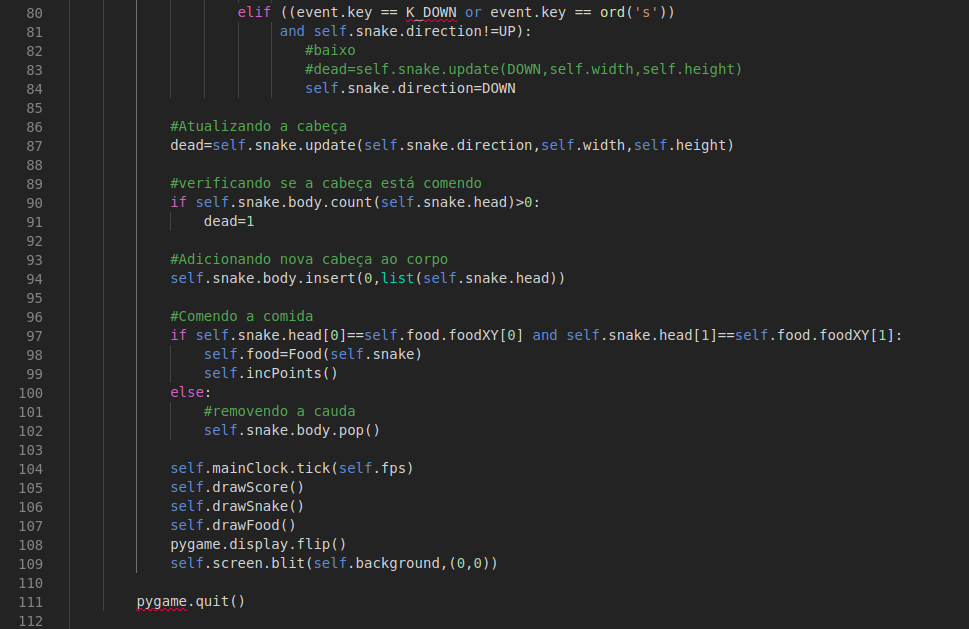 80 elif ((event.key == K_DOWN or event.key == ord('s'))
81 and self.snake.direction!=UP):
82 #baixo
83 #dead=self.snake.update(DOWN,self.width,self.height)
84 self.snake.direction=DOWN
85
86 #Atualizando a cabeça
87 dead=self.snake.update(self.snake.direction,self.width,self.height)
88
89 #verificando se a cabeça está comendo
90 if self.snake.body.count(self.snake.head)>0:
91 dead=1
92
93 #Adicionando nova cabeça ao corpo
94 self.snake.body.insert(0,list(self.snake.head))
95
96 #Comendo a comida
97 if self.snake.head[0]==self.food.foodXY[0] and self.snake.head[1]==self.food.foodXY[1]:
98 self.food=Food(self.snake)
99 self.incPoints()
100 else:
101 #removendo a cauda
102 self.snake.body.pop()
103
104 self.mainClock.tick(self.fps)
105 self.drawScore()
106 self.drawSnake()
107 self.drawFood()
108 pygame.display.flip()
109 self.screen.blit(self.background,(0,0))
110
111 pygame.quit()
112